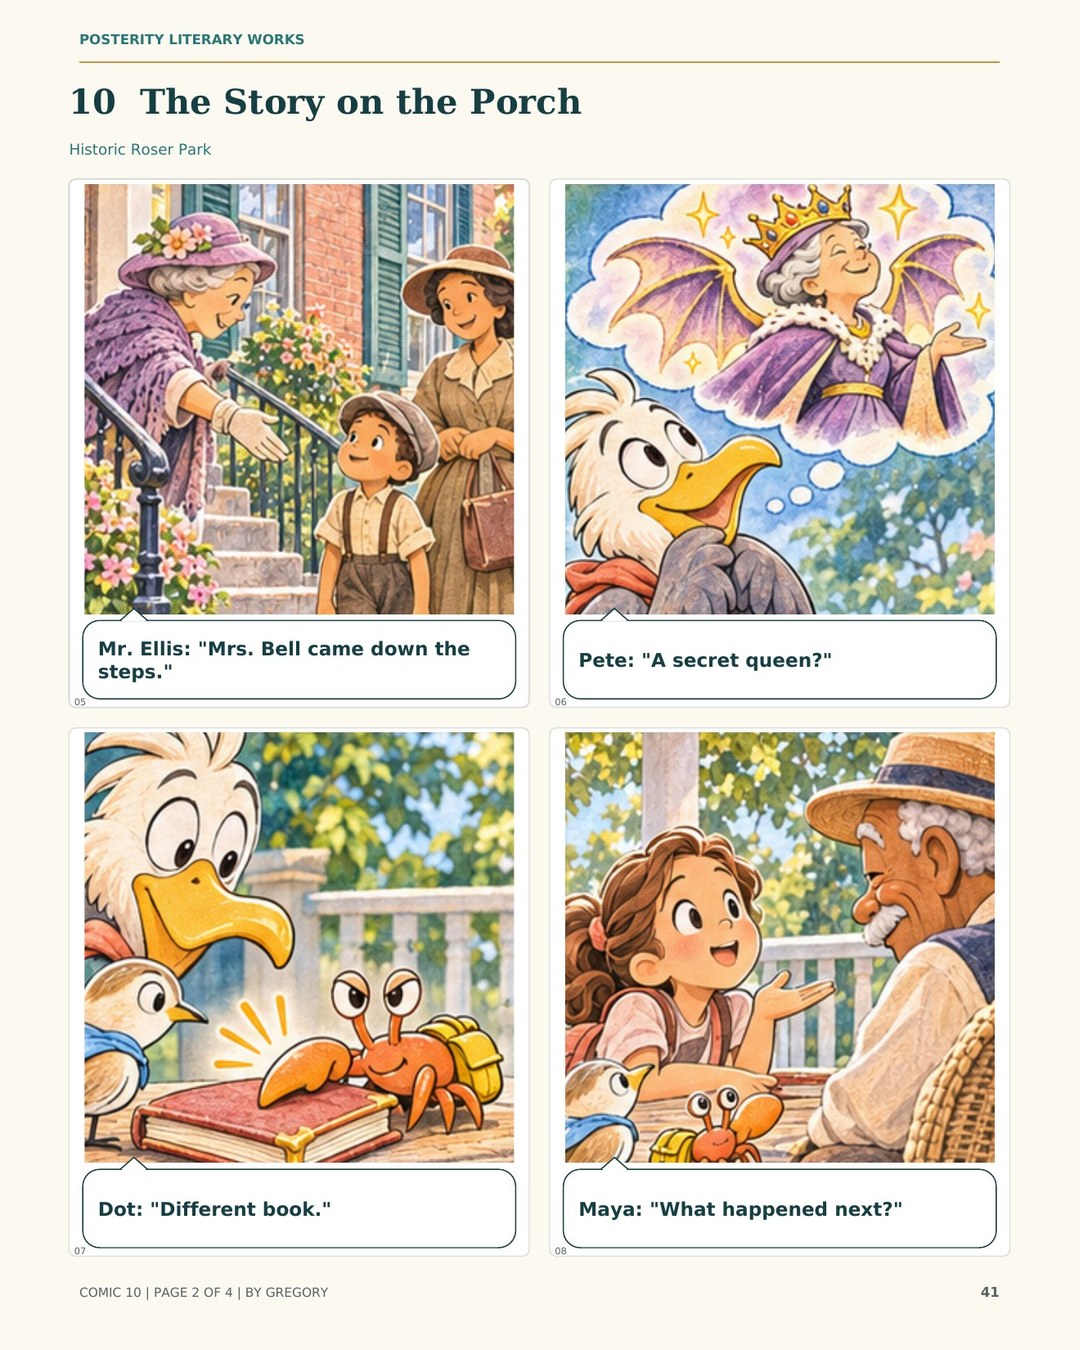 POSTERITY LITERARY WORKS
10 The Story on the Porch
Historic Roser Park
Mr. Ellis: "Mrs. Bell came down the
steps."
05
Pete: "A secret queen?"
06
Dot: "Different book."
07
Maya: "What happened next?"
08
COMIC 10 | PAGE 2 OF 4 | BY GREGORY
41